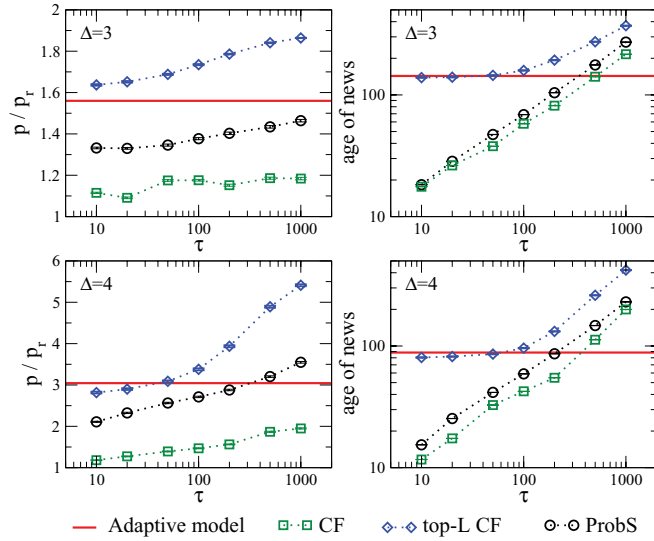 Δ=3
2
1.8
1.6
1.4
1.2
1
p / p_r
10
100
1000
τ
Δ=3
100
10
age of news
10
100
1000
τ
Δ=4
6
5
4
3
2
1
p / p_r
10
100
1000
τ
Δ=4
100
10
age of news
10
100
1000
τ
Adaptive model CF top-L CF ProbS